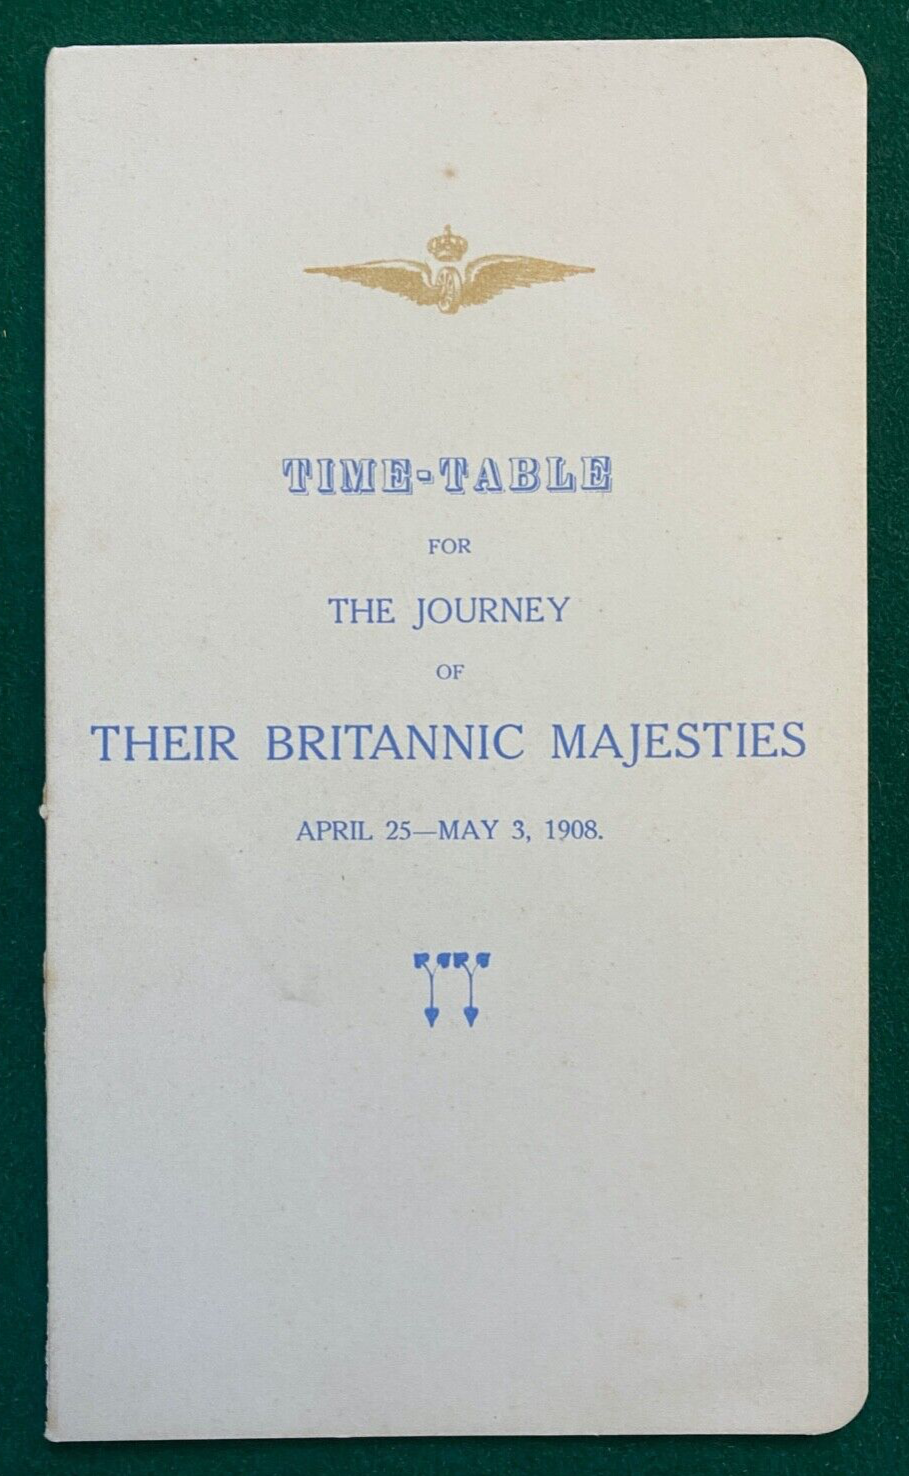 TIME-TABLE
FOR
THE JOURNEY
OF
THEIR BRITANNIC MAJESTIES
APRIL 25—MAY 3, 1908.